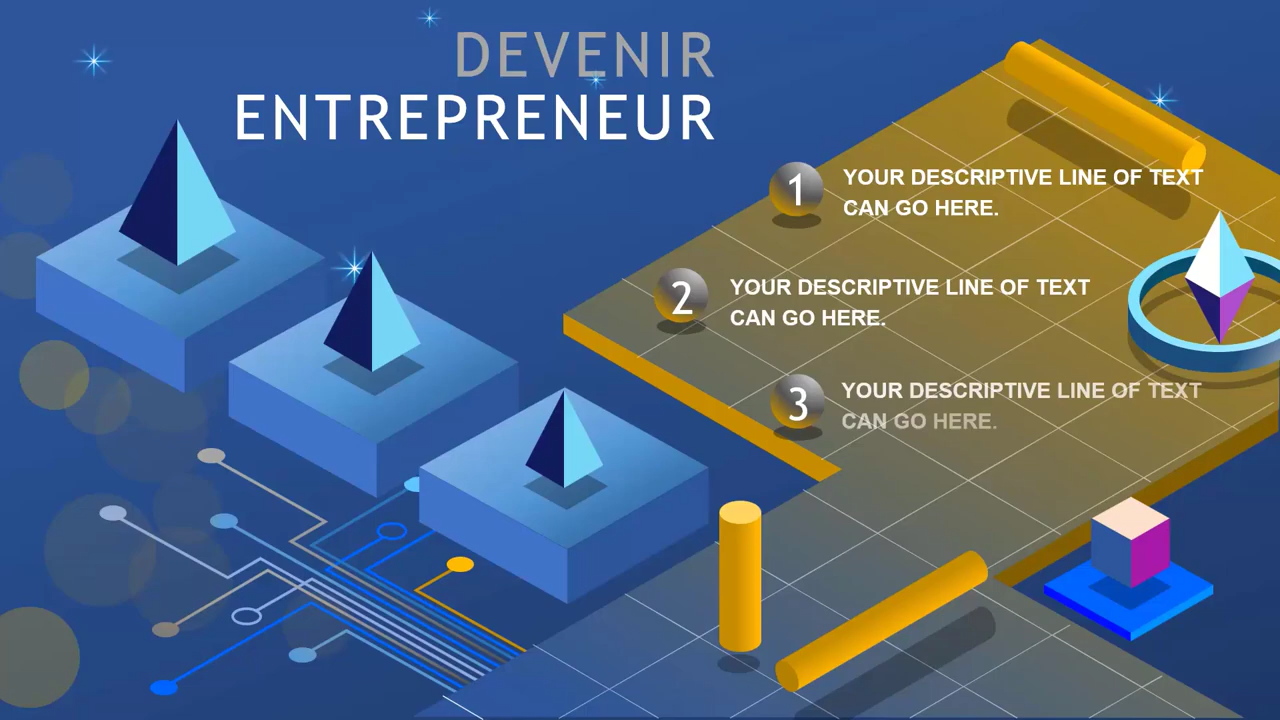 DEVENIR
ENTREPRENEUR
1
YOUR DESCRIPTIVE LINE OF TEXT
CAN GO HERE.
2
YOUR DESCRIPTIVE LINE OF TEXT
CAN GO HERE.
3
YOUR DESCRIPTIVE LINE OF TEXT
CAN GO HERE.